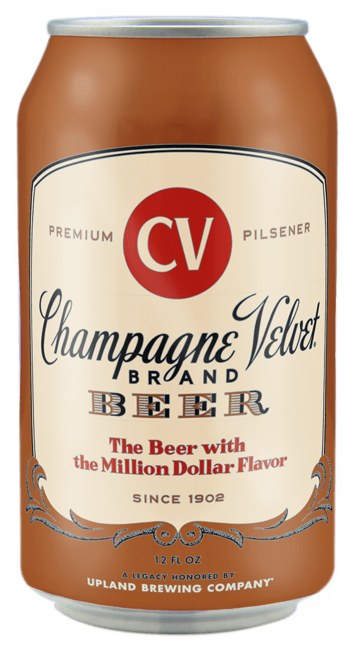 CV
PREMIUM PILSENER
Champagne Velvet
BRAND
BEER
The Beer with
the Million Dollar Flavor
SINCE 1902
12 FL OZ
A LEGACY HONORED BY
UPLAND BREWING COMPANY